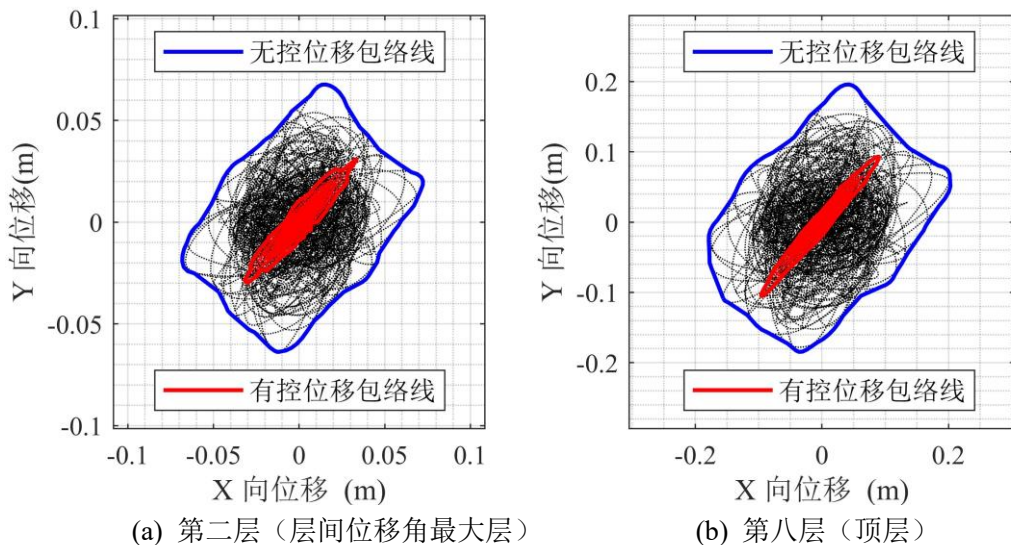 0.1
0.05
0
-0.05
-0.1
Y 向位移(m)
无控位移包络线
有控位移包络线
-0.1 -0.05 0 0.05 0.1
X 向位移 (m)
(a) 第二层（层间位移角最大层）
0.2
0.1
0
-0.1
-0.2
Y 向位移(m)
无控位移包络线
有控位移包络线
-0.2 0 0.2
X 向位移 (m)
(b) 第八层（顶层）